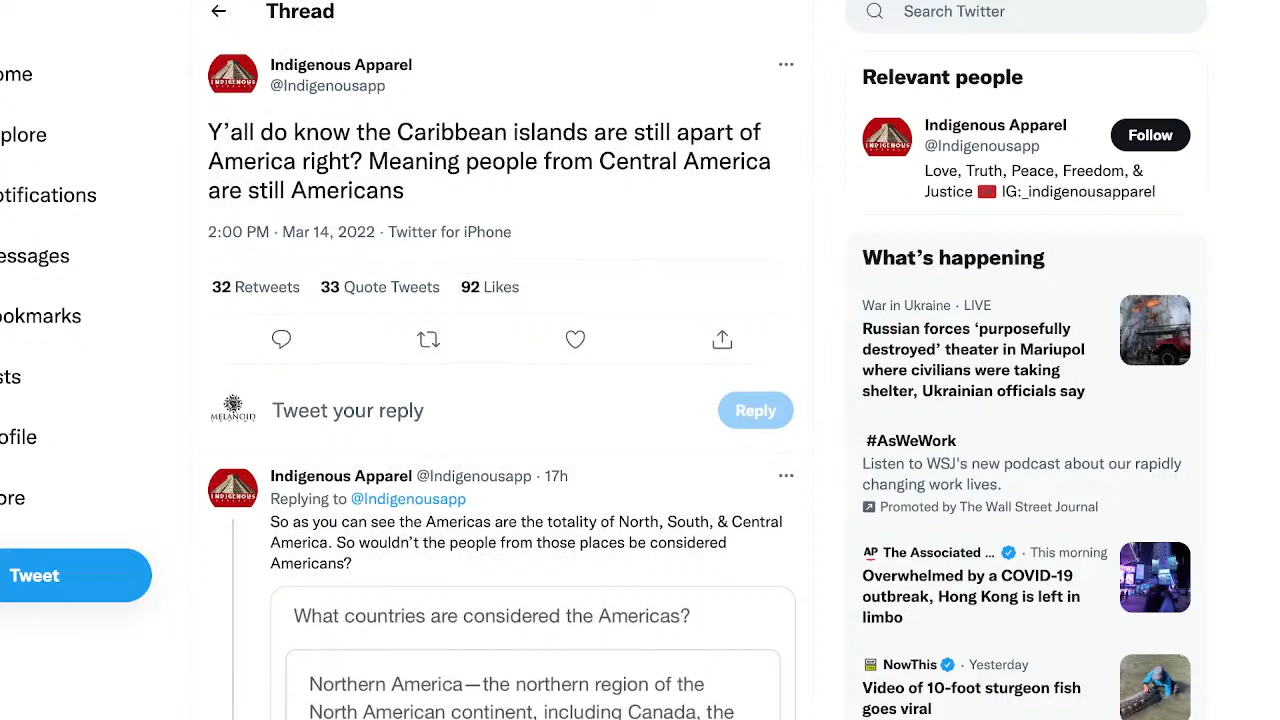 Thread
Search Twitter
ome
plore
otifications
essages
ookmarks
sts
ofile
ore
Tweet
Indigenous Apparel
@Indigenousapp
Y’all do know the Caribbean islands are still apart of
America right? Meaning people from Central America
are still Americans
2:00 PM · Mar 14, 2022 · Twitter for iPhone
32 Retweets 33 Quote Tweets 92 Likes
MELANOID
Tweet your reply
Reply
INDIGENOUS
Indigenous Apparel @Indigenousapp · 17h
Replying to @Indigenousapp
So as you can see the Americas are the totality of North, South, & Central
America. So wouldn’t the people from those places be considered
Americans?
What countries are considered the Americas?
Northern America—the northern region of the
North American continent, including Canada, the
Relevant people
Indigenous Apparel
@Indigenousapp
Follow
Love, Truth, Peace, Freedom, &
Justice IG:_indigenousapparel
What’s happening
War in Ukraine · LIVE
Russian forces ‘purposefully
destroyed’ theater in Mariupol
where civilians were taking
shelter, Ukrainian officials say
#AsWeWork
Listen to WSJ's new podcast about our rapidly
changing work lives.
Promoted by The Wall Street Journal
AP The Associated ... · This morning
Overwhelmed by a COVID-19
outbreak, Hong Kong is left in
limbo
NowThis · Yesterday
Video of 10-foot sturgeon fish
goes viral